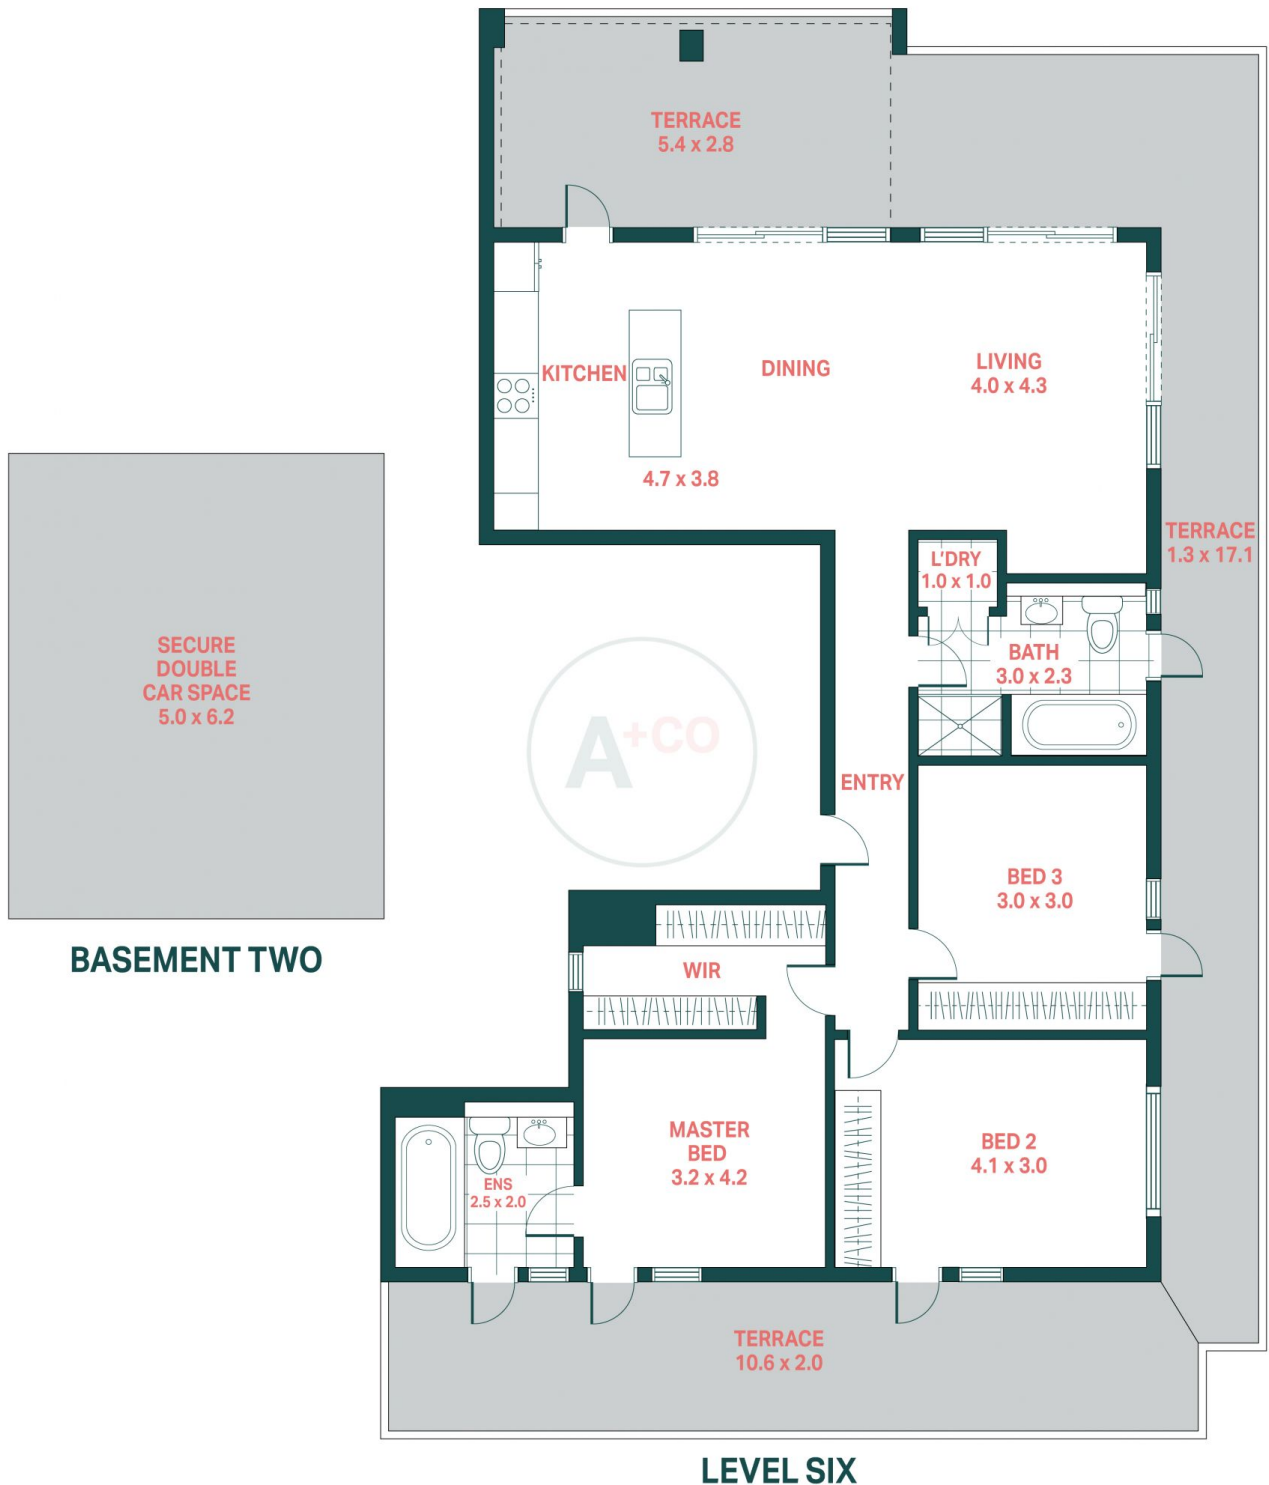 TERRACE
5.4 x 2.8
KITCHEN
DINING
LIVING
4.0 x 4.3
4.7 x 3.8
TERRACE
1.3 x 17.1
L'DRY
1.0 x 1.0
BATH
3.0 x 2.3
SECURE
DOUBLE
CAR SPACE
5.0 x 6.2
A+CO
ENTRY
BED 3
3.0 x 3.0
BASEMENT TWO
WIR
MASTER
BED
3.2 x 4.2
BED 2
4.1 x 3.0
ENS
2.5 x 2.0
TERRACE
10.6 x 2.0
LEVEL SIX